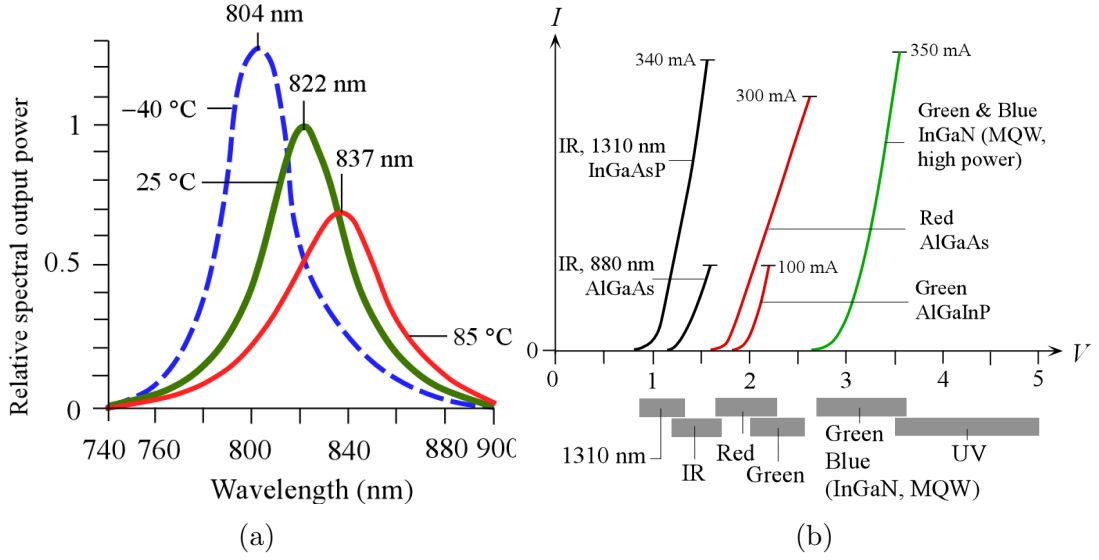 804 nm
822 nm
837 nm
−40 °C
25 °C
85 °C
Relative spectral output power
1
0.5
0
740 760 800 840 880 900
Wavelength (nm)
(a)
I
340 mA
350 mA
300 mA
IR, 1310 nm
InGaAsP
Green & Blue
InGaN (MQW,
high power)
Red
AlGaAs
IR, 880 nm
AlGaAs
100 mA
Green
AlGaInP
0
V
0 1 2 3 4 5
1310 nm
IR
Red
Green
Green
Blue
(InGaN, MQW)
UV
(b)